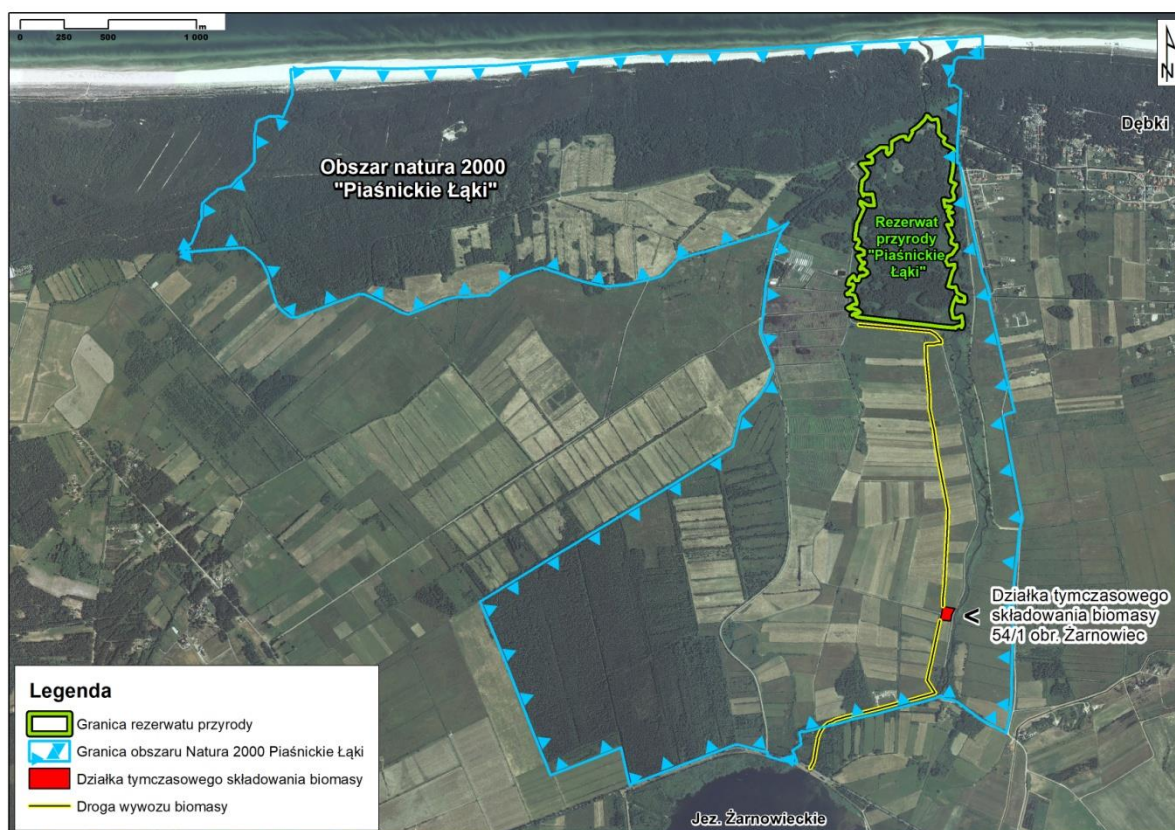 0 250 500 1 000
m
N
Dębki
Obszar natura 2000
"Piaśnickie Łąki"
Rezerwat
przyrody
"Piaśnickie
Łąki"
Działka tymczasowego
składowania biomasy
54/1 obr. Żarnowiec
Legenda
Granica rezerwatu przyrody
Granica obszaru Natura 2000 Piaśnickie Łąki
Działka tymczasowego składowania biomasy
Droga wywozu biomasy
Jez. Żarnowieckie